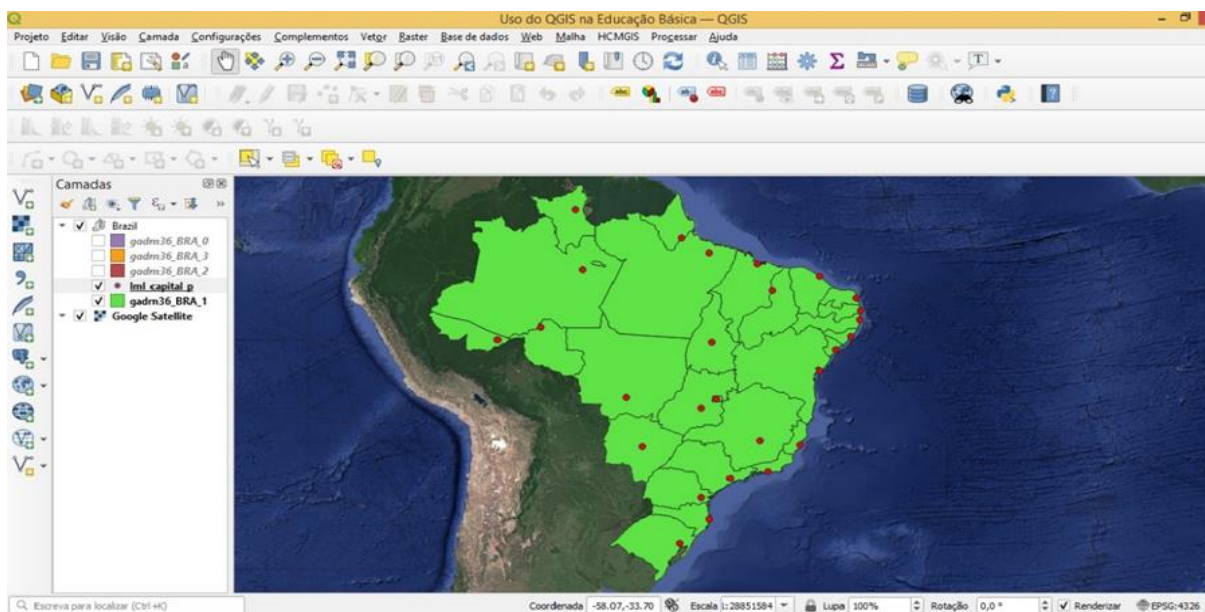 Uso do QGIS na Educação Básica — QGIS
Projeto Editar Visão Camada Configurações Complementos Vetor Raster Base de dados Web Malha HCMGIS Processar Ajuda
Camadas
Brazil
gadm36_BRA_0
gadm36_BRA_3
gadm36_BRA_2
lml_capital_p
gadm36_BRA_1
Google Satellite
Escreva para localizar (Ctrl+K)
Coordenada -58.07,-33.70 Escala 1:28851584 Lupa 100% Rotação 0,0 ° Renderizar EPSG:4326